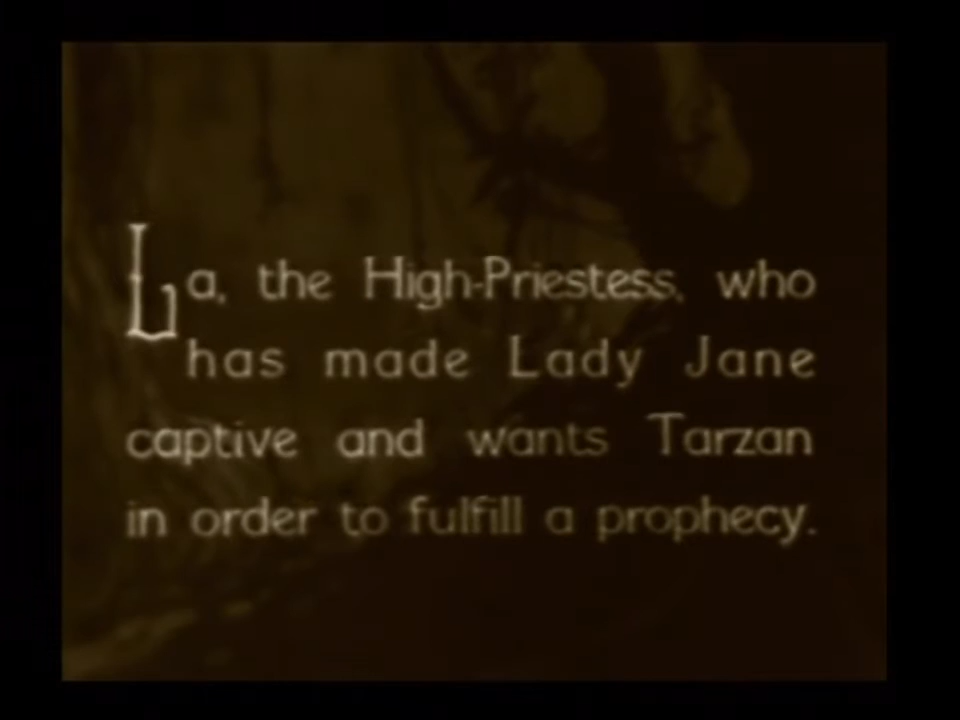 La, the High-Priestess, who
has made Lady Jane
captive and wants Tarzan
in order to fulfill a prophecy.